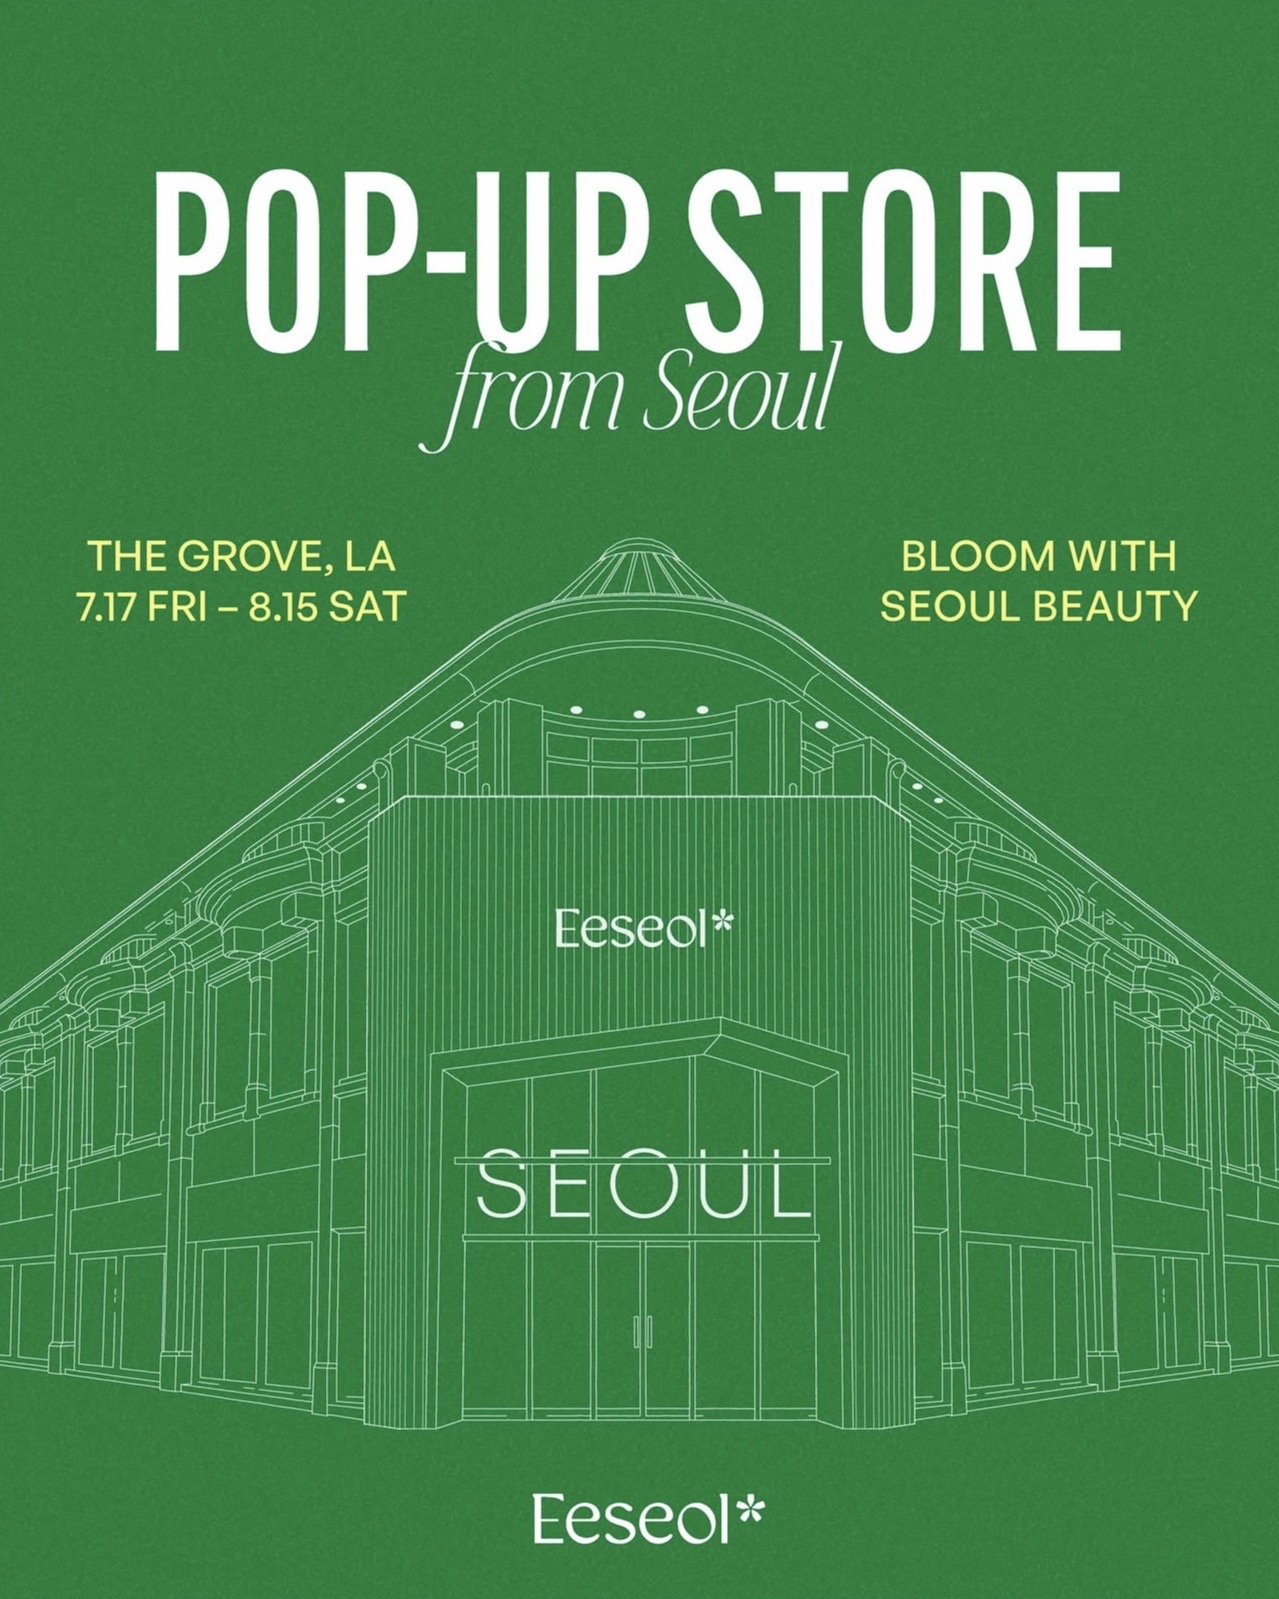 POP-UP STORE
from Seoul
THE GROVE, LA
7.17 FRI – 8.15 SAT
BLOOM WITH
SEOUL BEAUTY
Eeseol*
SEOUL
Eeseol*